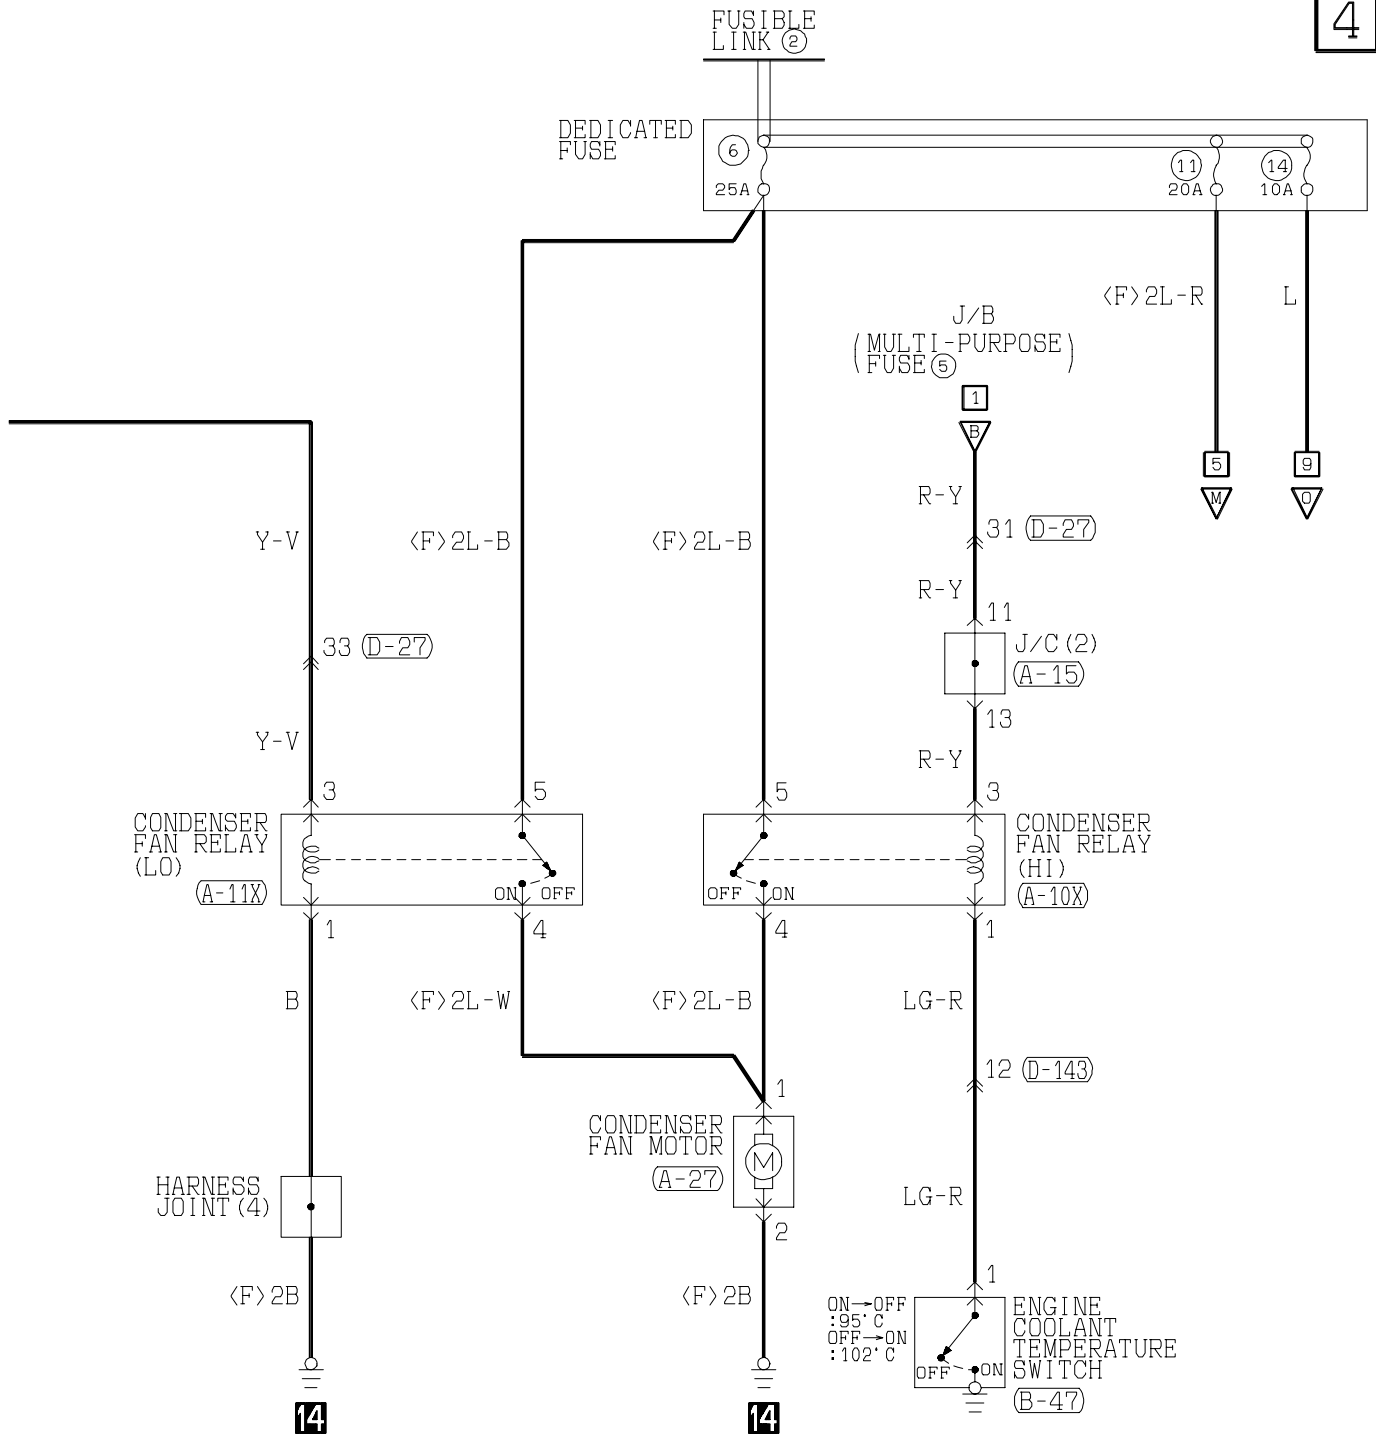 4
FUSIBLE
LINK ②
DEDICATED
FUSE
⑥
25A
⑪
20A
⑭
10A
<F>2L-R
L
J/B
(MULTI-PURPOSE)
(FUSE⑤)
1
B
5
M
9
O
R-Y
31 (D-27)
Y-V
<F>2L-B
<F>2L-B
R-Y
11
J/C(2)
(A-15)
33 (D-27)
13
Y-V
R-Y
3
5
5
3
CONDENSER
FAN RELAY
(LO)
(A-11X)
ON OFF
OFF ON
CONDENSER
FAN RELAY
(HI)
(A-10X)
1
4
4
1
B
<F>2L-W
<F>2L-B
LG-R
12 (D-143)
1
CONDENSER
FAN MOTOR
(A-27)
M
2
HARNESS
JOINT(4)
LG-R
<F>2B
<F>2B
1
ON→OFF
:95°C
OFF→ON
:102°C
OFF ON
ENGINE
COOLANT
TEMPERATURE
SWITCH
(B-47)
14
14